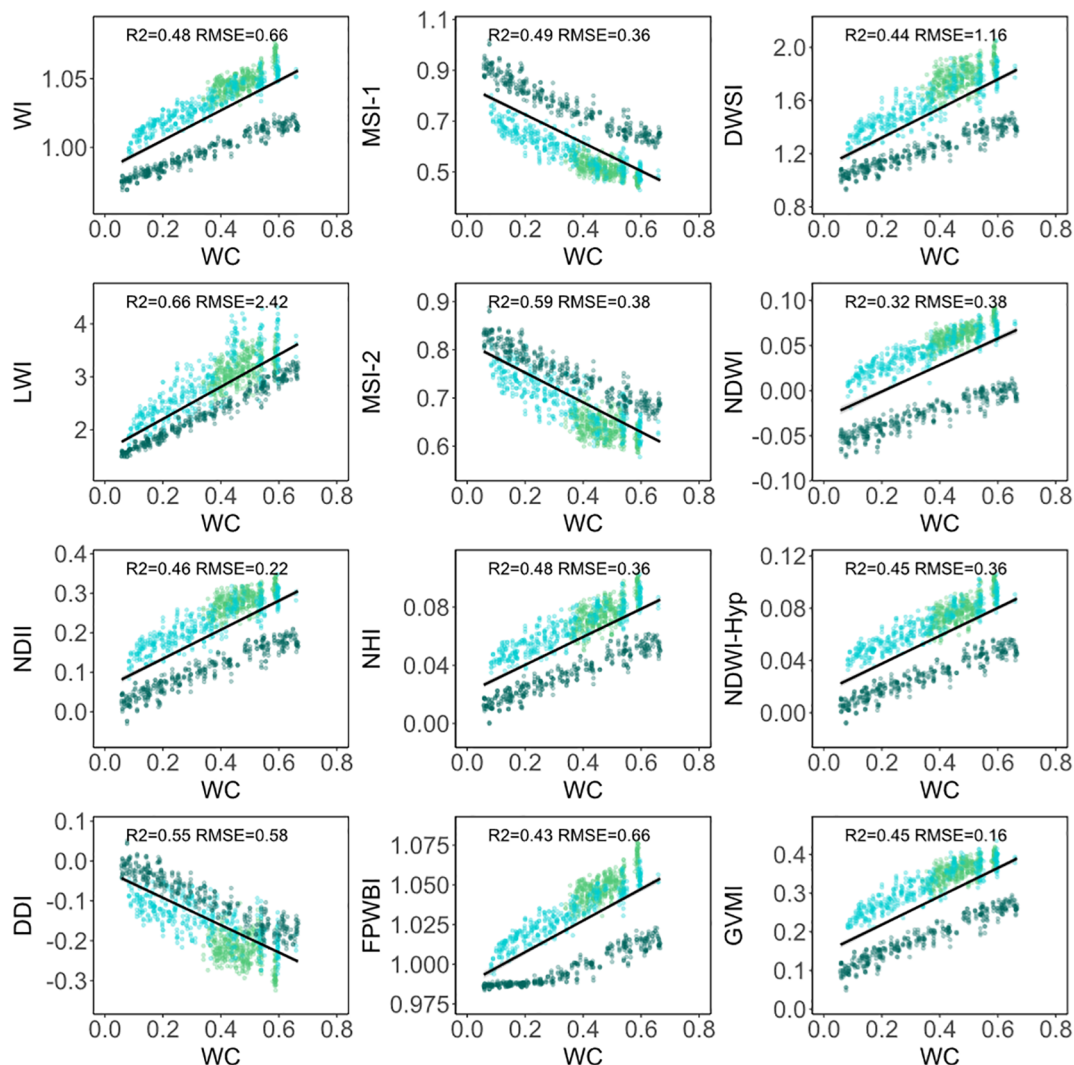 R2=0.48 RMSE=0.66
WI
1.05
1.00
0.0 0.2 0.4 0.6 0.8
WC
R2=0.49 RMSE=0.36
MSI-1
1.1
0.9
0.7
0.5
0.0 0.2 0.4 0.6 0.8
WC
R2=0.44 RMSE=1.16
DWSI
2.0
1.6
1.2
0.8
0.0 0.2 0.4 0.6 0.8
WC
R2=0.66 RMSE=2.42
LWI
4
3
2
0.0 0.2 0.4 0.6 0.8
WC
R2=0.59 RMSE=0.38
MSI-2
0.9
0.8
0.7
0.6
0.0 0.2 0.4 0.6 0.8
WC
R2=0.32 RMSE=0.38
NDWI
0.10
0.05
0.00
-0.05
-0.10
0.0 0.2 0.4 0.6 0.8
WC
R2=0.46 RMSE=0.22
NDII
0.4
0.3
0.2
0.1
0.0
0.0 0.2 0.4 0.6 0.8
WC
R2=0.48 RMSE=0.36
NHI
0.08
0.04
0.00
0.0 0.2 0.4 0.6 0.8
WC
R2=0.45 RMSE=0.36
NDWI-Hyp
0.12
0.08
0.04
0.00
0.0 0.2 0.4 0.6 0.8
WC
R2=0.55 RMSE=0.58
DDI
0.1
0.0
-0.1
-0.2
-0.3
0.0 0.2 0.4 0.6 0.8
WC
R2=0.43 RMSE=0.66
FPWBI
1.075
1.050
1.025
1.000
0.975
0.0 0.2 0.4 0.6 0.8
WC
R2=0.45 RMSE=0.16
GVMI
0.4
0.3
0.2
0.1
0.0
0.0 0.2 0.4 0.6 0.8
WC